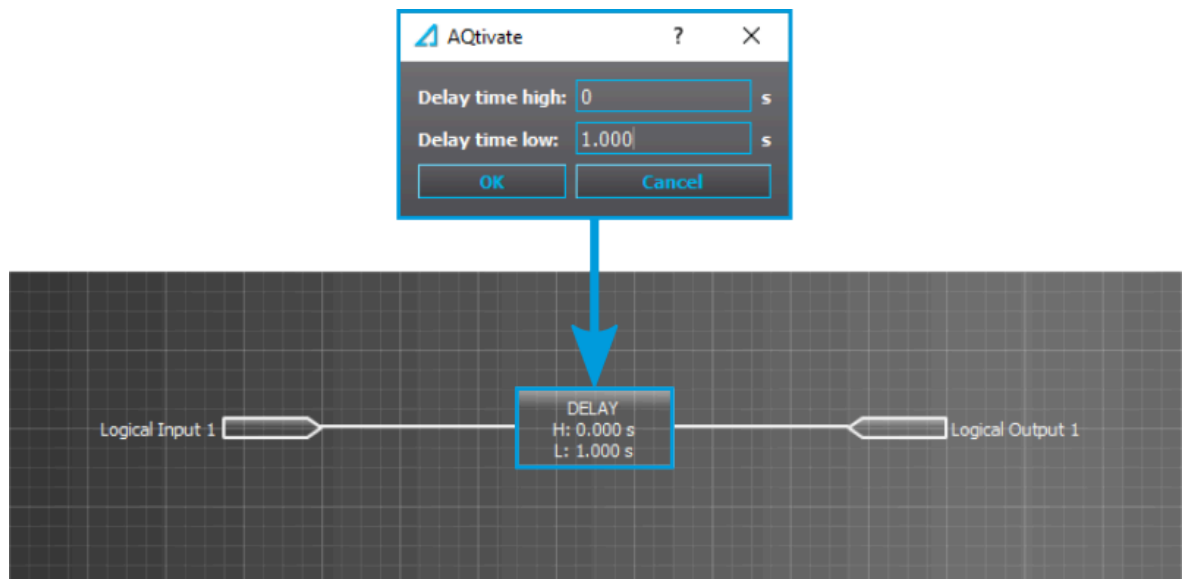 AQtivate ?
Delay time high: 0 s
Delay time low: 1.000 s
OK Cancel
DELAY
H: 0.000 s
L: 1.000 s
Logical Input 1
Logical Output 1